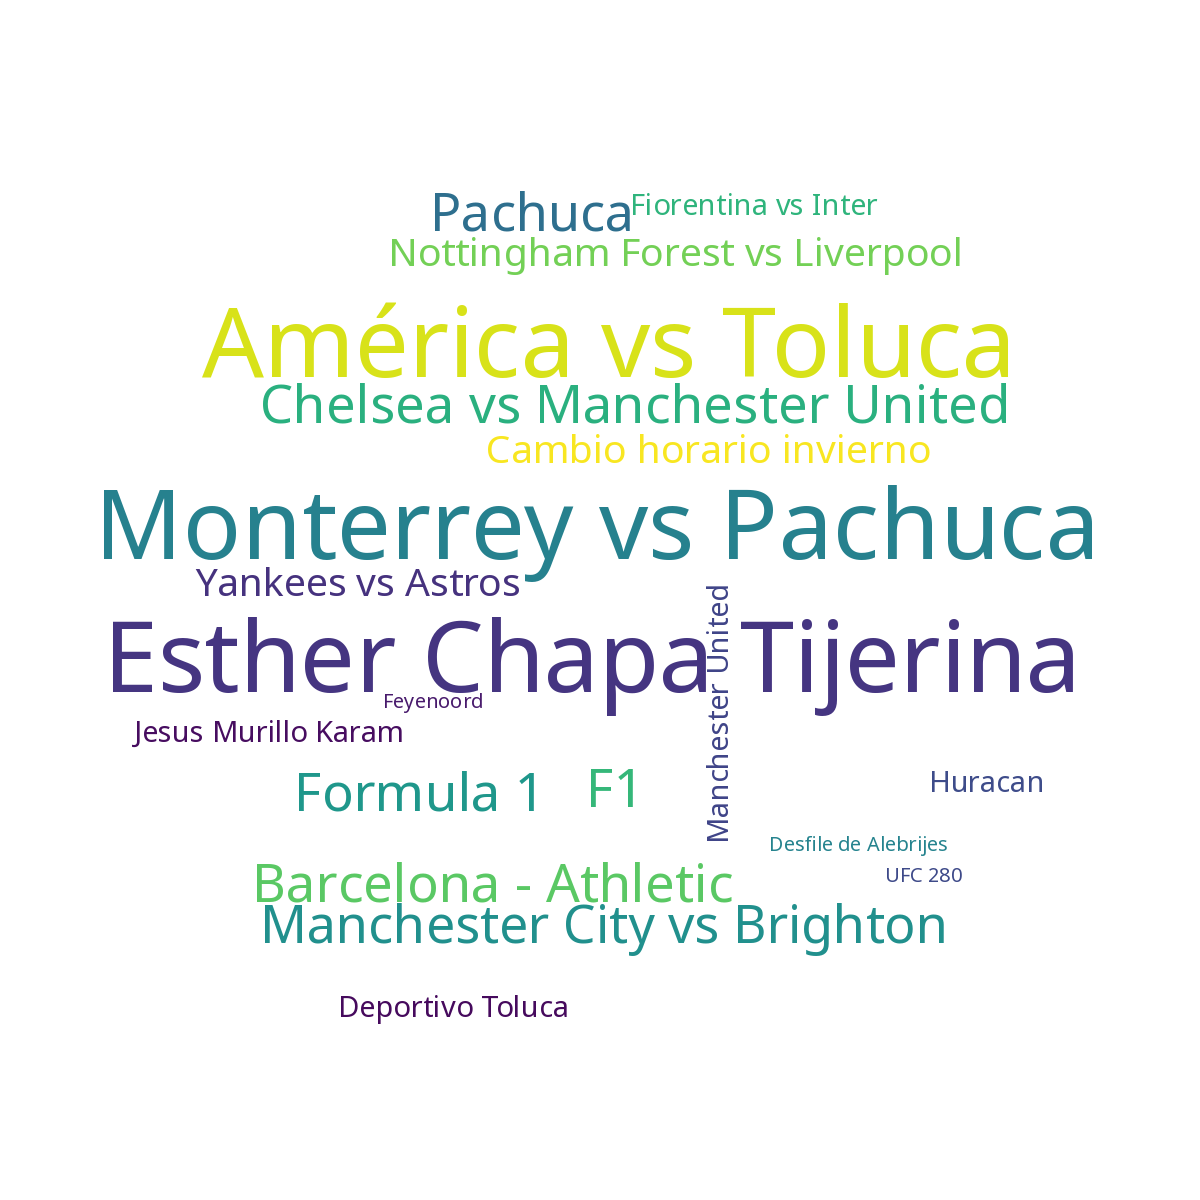 Pachuca
Fiorentina vs Inter
Nottingham Forest vs Liverpool
América vs Toluca
Chelsea vs Manchester United
Cambio horario invierno
Monterrey vs Pachuca
Yankees vs Astros
Esther Chapa Tijerina
Manchester United
Feyenoord
Jesus Murillo Karam
Formula 1
F1
Huracan
Desfile de Alebrijes
UFC 280
Barcelona - Athletic
Manchester City vs Brighton
Deportivo Toluca